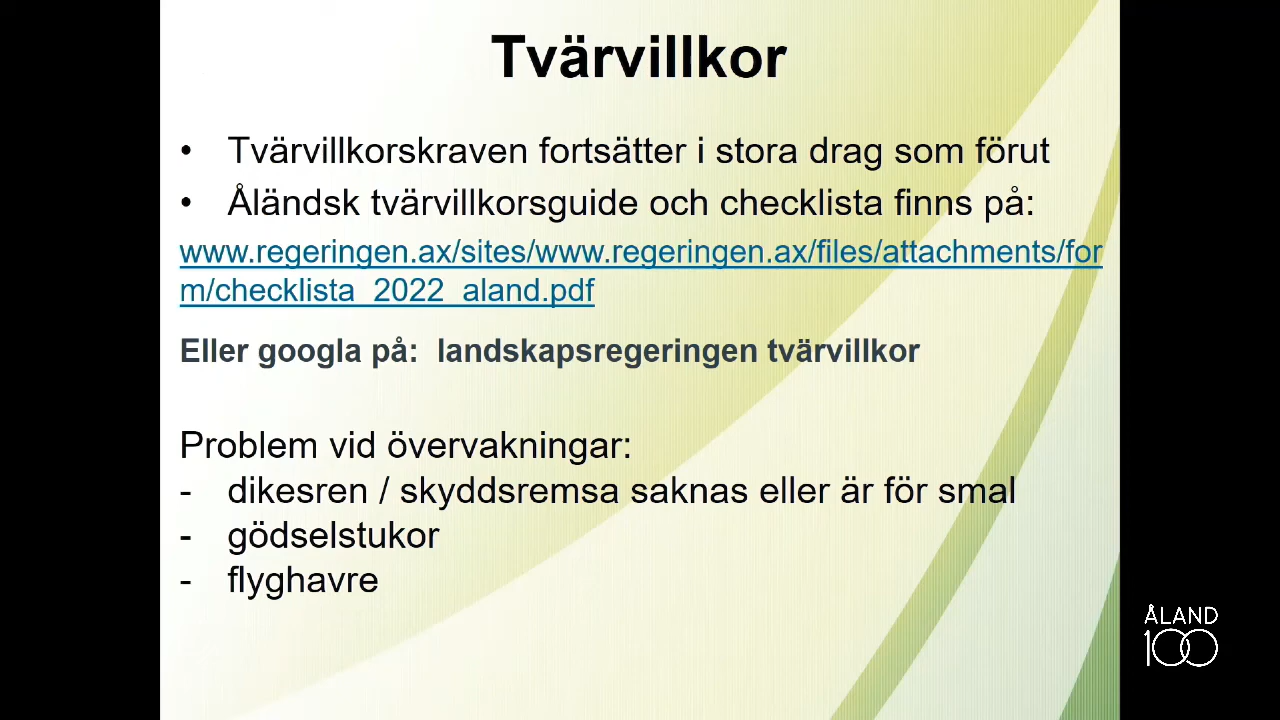 Tvärvillkor
• Tvärvillkorskraven fortsätter i stora drag som förut
• Åländsk tvärvillkorsguide och checklista finns på:
www.regeringen.ax/sites/www.regeringen.ax/files/attachments/for
m/checklista_2022_aland.pdf
Eller googla på: landskapsregeringen tvärvillkor
Problem vid övervakningar:
- dikesren / skyddsremsa saknas eller är för smal
- gödselstukor
- flyghavre
ÅLAND
100